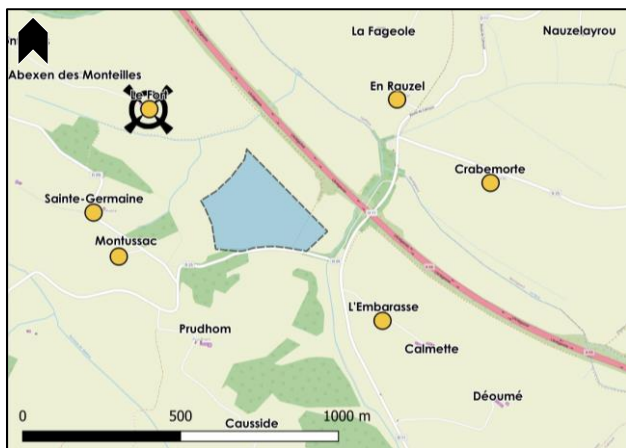 La Fageole
Nauzelayrou
Abexen des Monteilles
Le Fort
En Rauzel
Crabemorte
Sainte-Germaine
Montussac
L'Embarasse
Prudhom
Calmette
Déoumé
0 500 1000 m
Causside